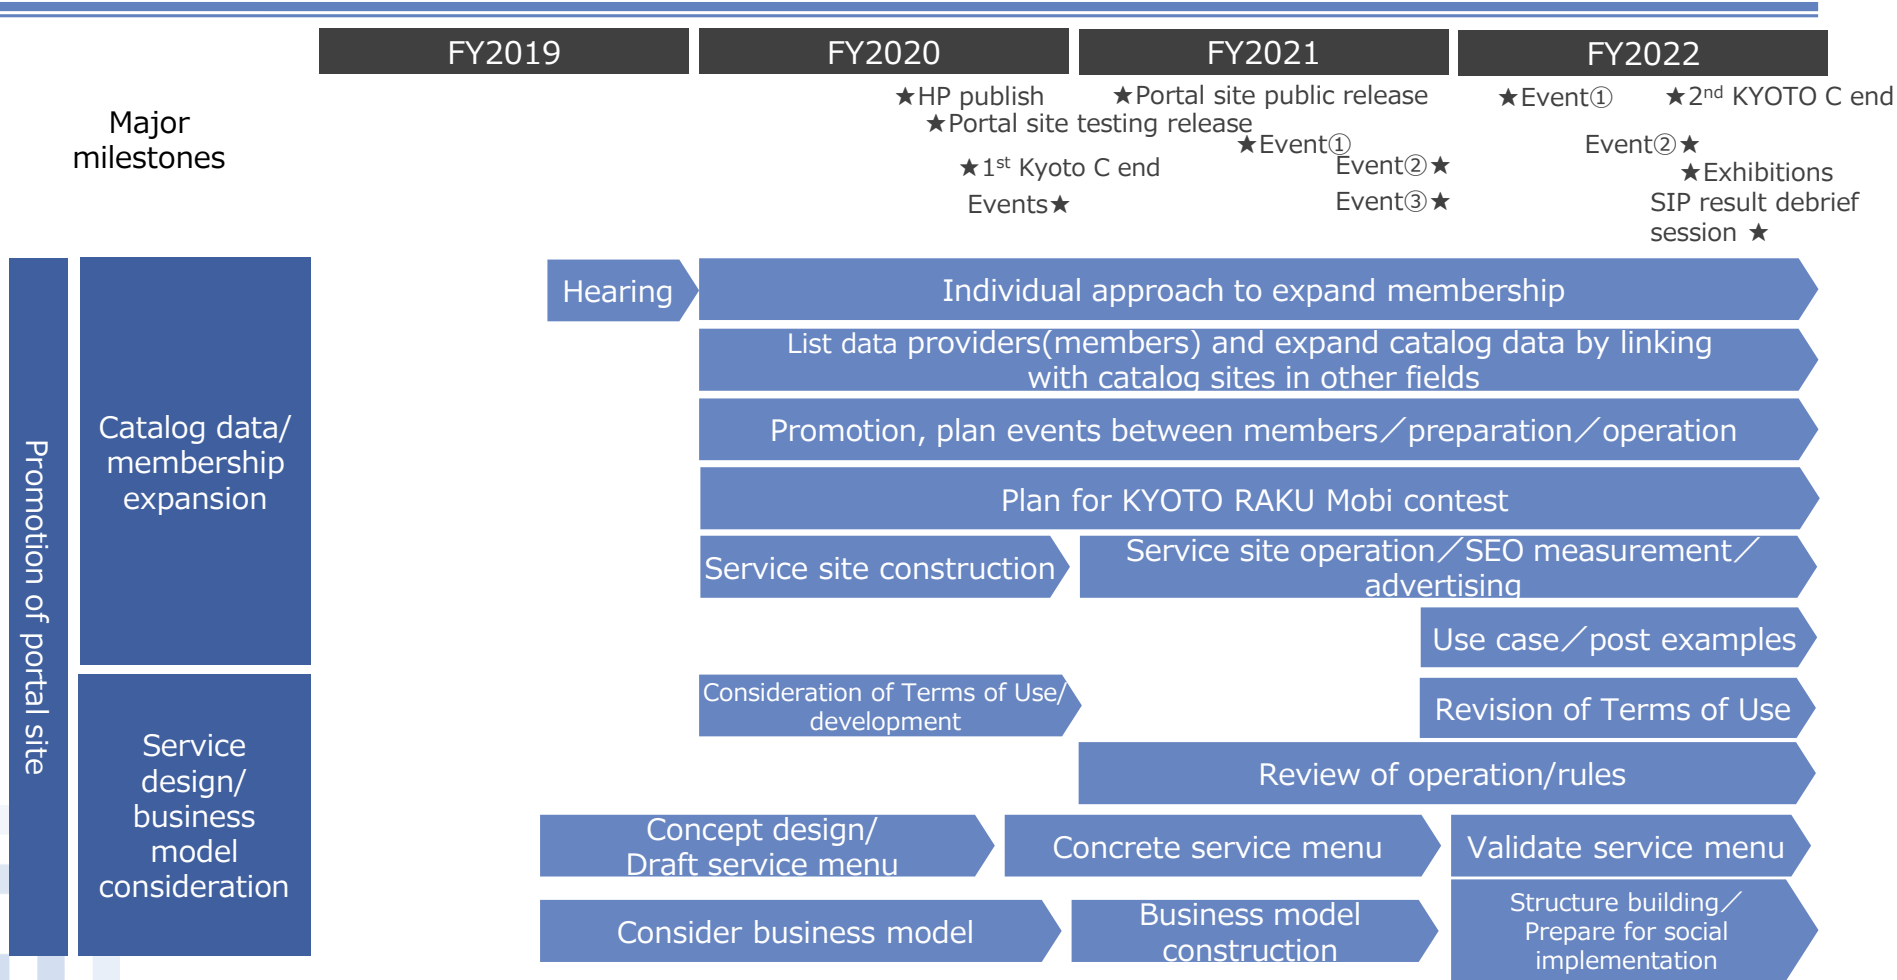 FY2019
FY2020
FY2021
FY2022
Major
milestones
★HP publish
★Portal site testing release
★1st Kyoto C end
Events★
★Portal site public release
★Event①
Event②★
Event③★
★Event①
★2nd KYOTO C end
Event②★
★Exhibitions
SIP result debrief
session ★
Promotion of portal site
Catalog data/
membership
expansion
Hearing
Individual approach to expand membership
List data providers(members) and expand catalog data by linking
with catalog sites in other fields
Promotion, plan events between members／preparation／operation
Plan for KYOTO RAKU Mobi contest
Service site construction
Service site operation／SEO measurement／
advertising
Use case／post examples
Service
design/
business
model
consideration
Consideration of Terms of Use/
development
Revision of Terms of Use
Review of operation/rules
Concept design/
Draft service menu
Concrete service menu
Validate service menu
Consider business model
Business model
construction
Structure building／
Prepare for social
implementation